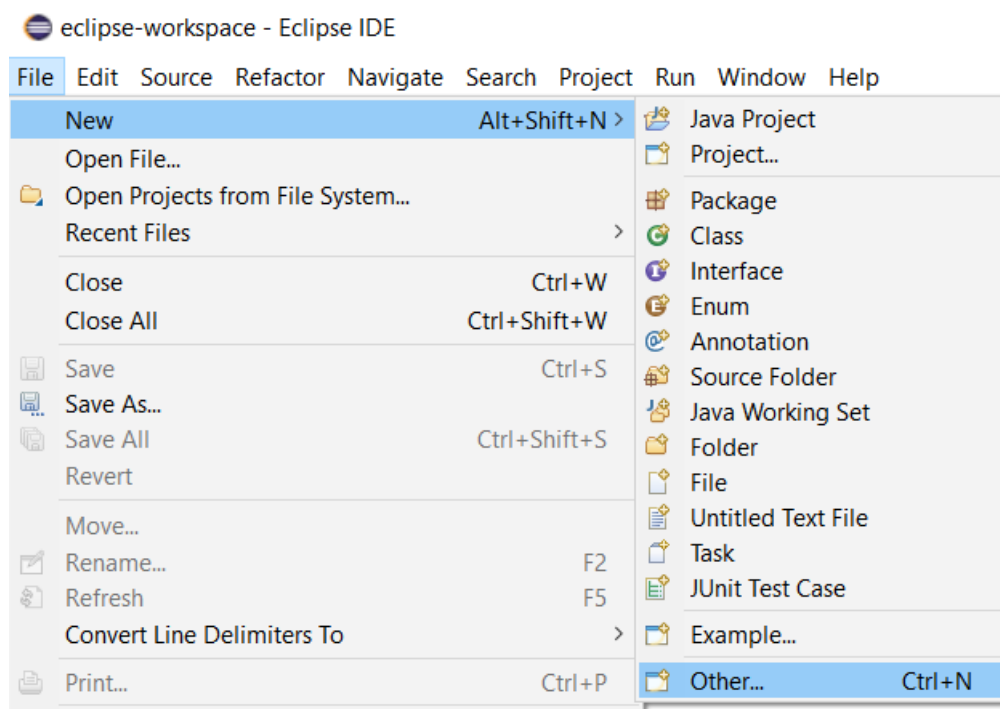 eclipse-workspace - Eclipse IDE
File Edit Source Refactor Navigate Search Project Run Window Help
New Alt+Shift+N >
Open File...
Open Projects from File System...
Recent Files >
Close Ctrl+W
Close All Ctrl+Shift+W
Save Ctrl+S
Save As...
Save All Ctrl+Shift+S
Revert
Move...
Rename... F2
Refresh F5
Convert Line Delimiters To >
Print... Ctrl+P
Java Project
Project...
Package
Class
Interface
Enum
Annotation
Source Folder
Java Working Set
Folder
File
Untitled Text File
Task
JUnit Test Case
Example...
Other... Ctrl+N